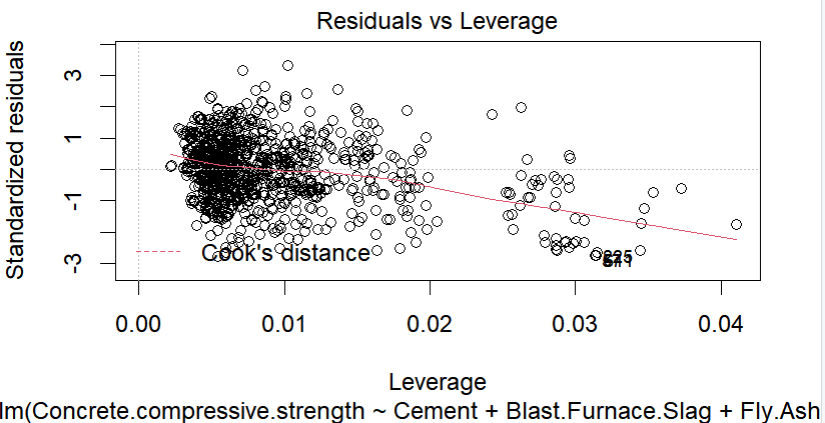 Residuals vs Leverage
Standardized residuals
3
1
-1
-3
Cook's distance
0.00 0.01 0.02 0.03 0.04
Leverage
lm(Concrete.compressive.strength ~ Cement + Blast.Furnace.Slag + Fly.Ash